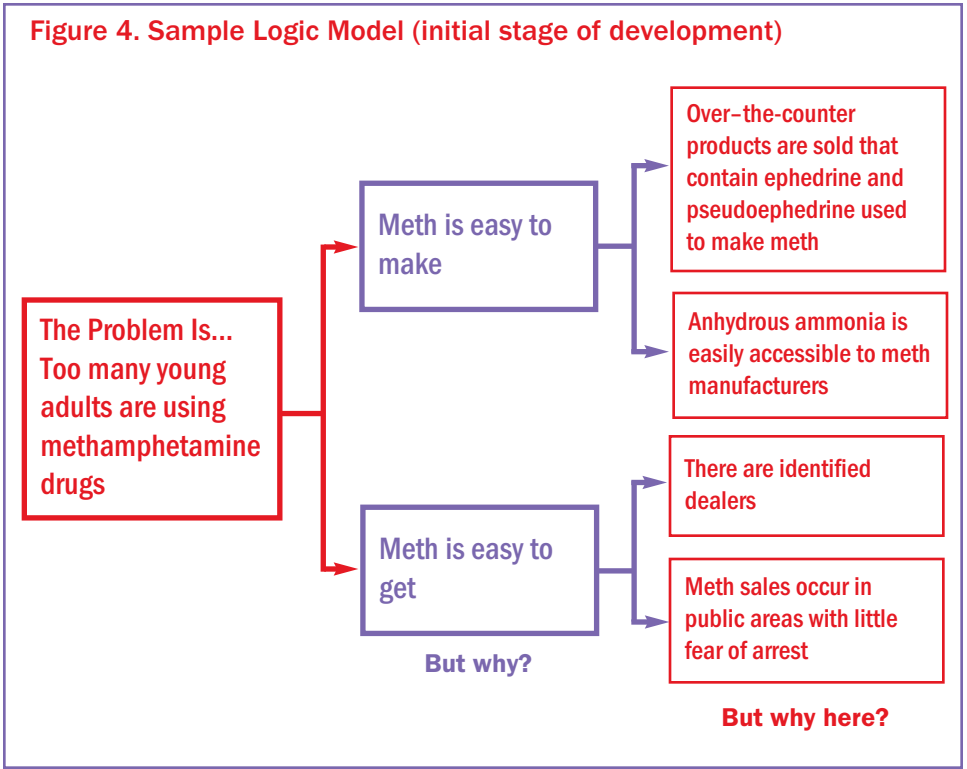 Figure 4. Sample Logic Model (initial stage of development)
The Problem Is...
Too many young
adults are using
methamphetamine
drugs
Meth is easy to
make
Meth is easy to
get
But why?
Over–the-counter
products are sold that
contain ephedrine and
pseudoephedrine used
to make meth
Anhydrous ammonia is
easily accessible to meth
manufacturers
There are identified
dealers
Meth sales occur in
public areas with little
fear of arrest
But why here?